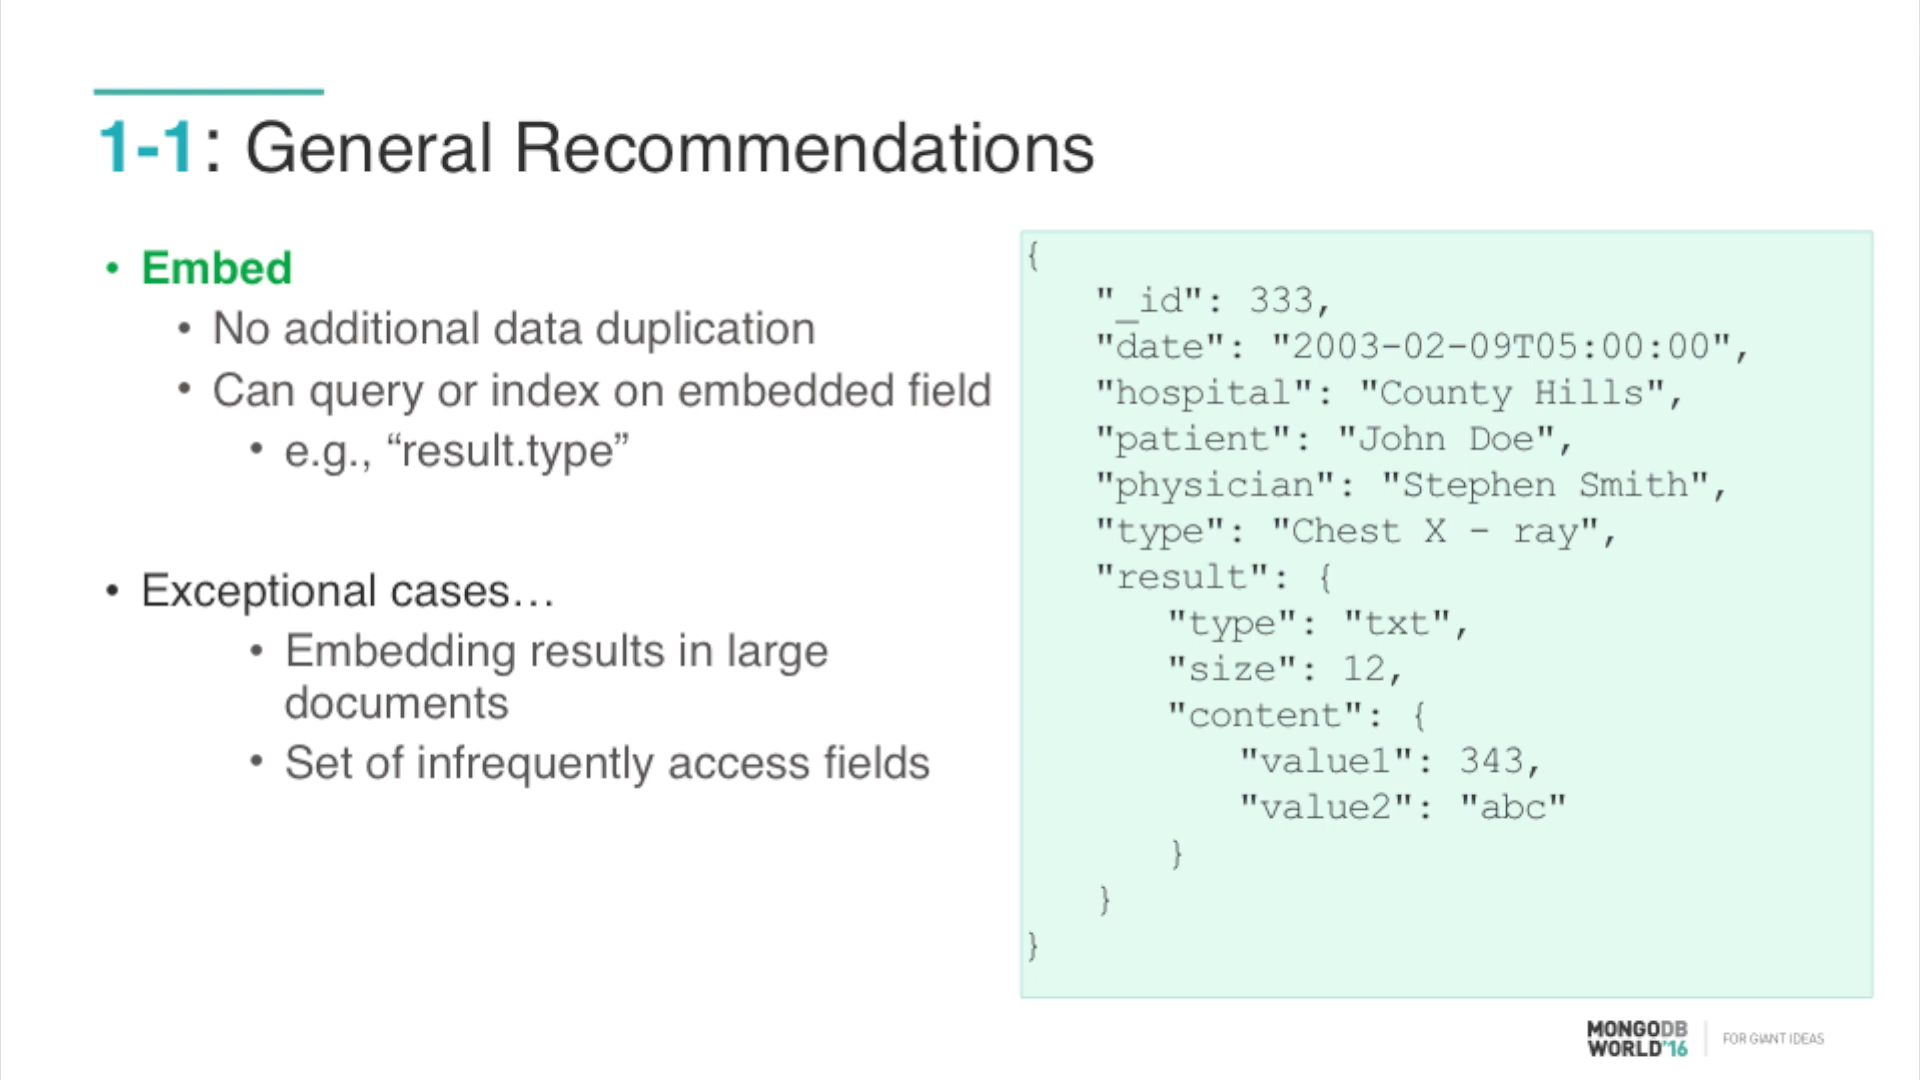 1-1: General Recommendations
• Embed
• No additional data duplication
• Can query or index on embedded field
• e.g., “result.type”
• Exceptional cases…
• Embedding results in large
documents
• Set of infrequently access fields
{
"_id": 333,
"date": "2003-02-09T05:00:00",
"hospital": "County Hills",
"patient": "John Doe",
"physician": "Stephen Smith",
"type": "Chest X - ray",
"result": {
"type": "txt",
"size": 12,
"content": {
"value1": 343,
"value2": "abc"
}
}
}
MONGODB
WORLD'16
FOR GIANT IDEAS